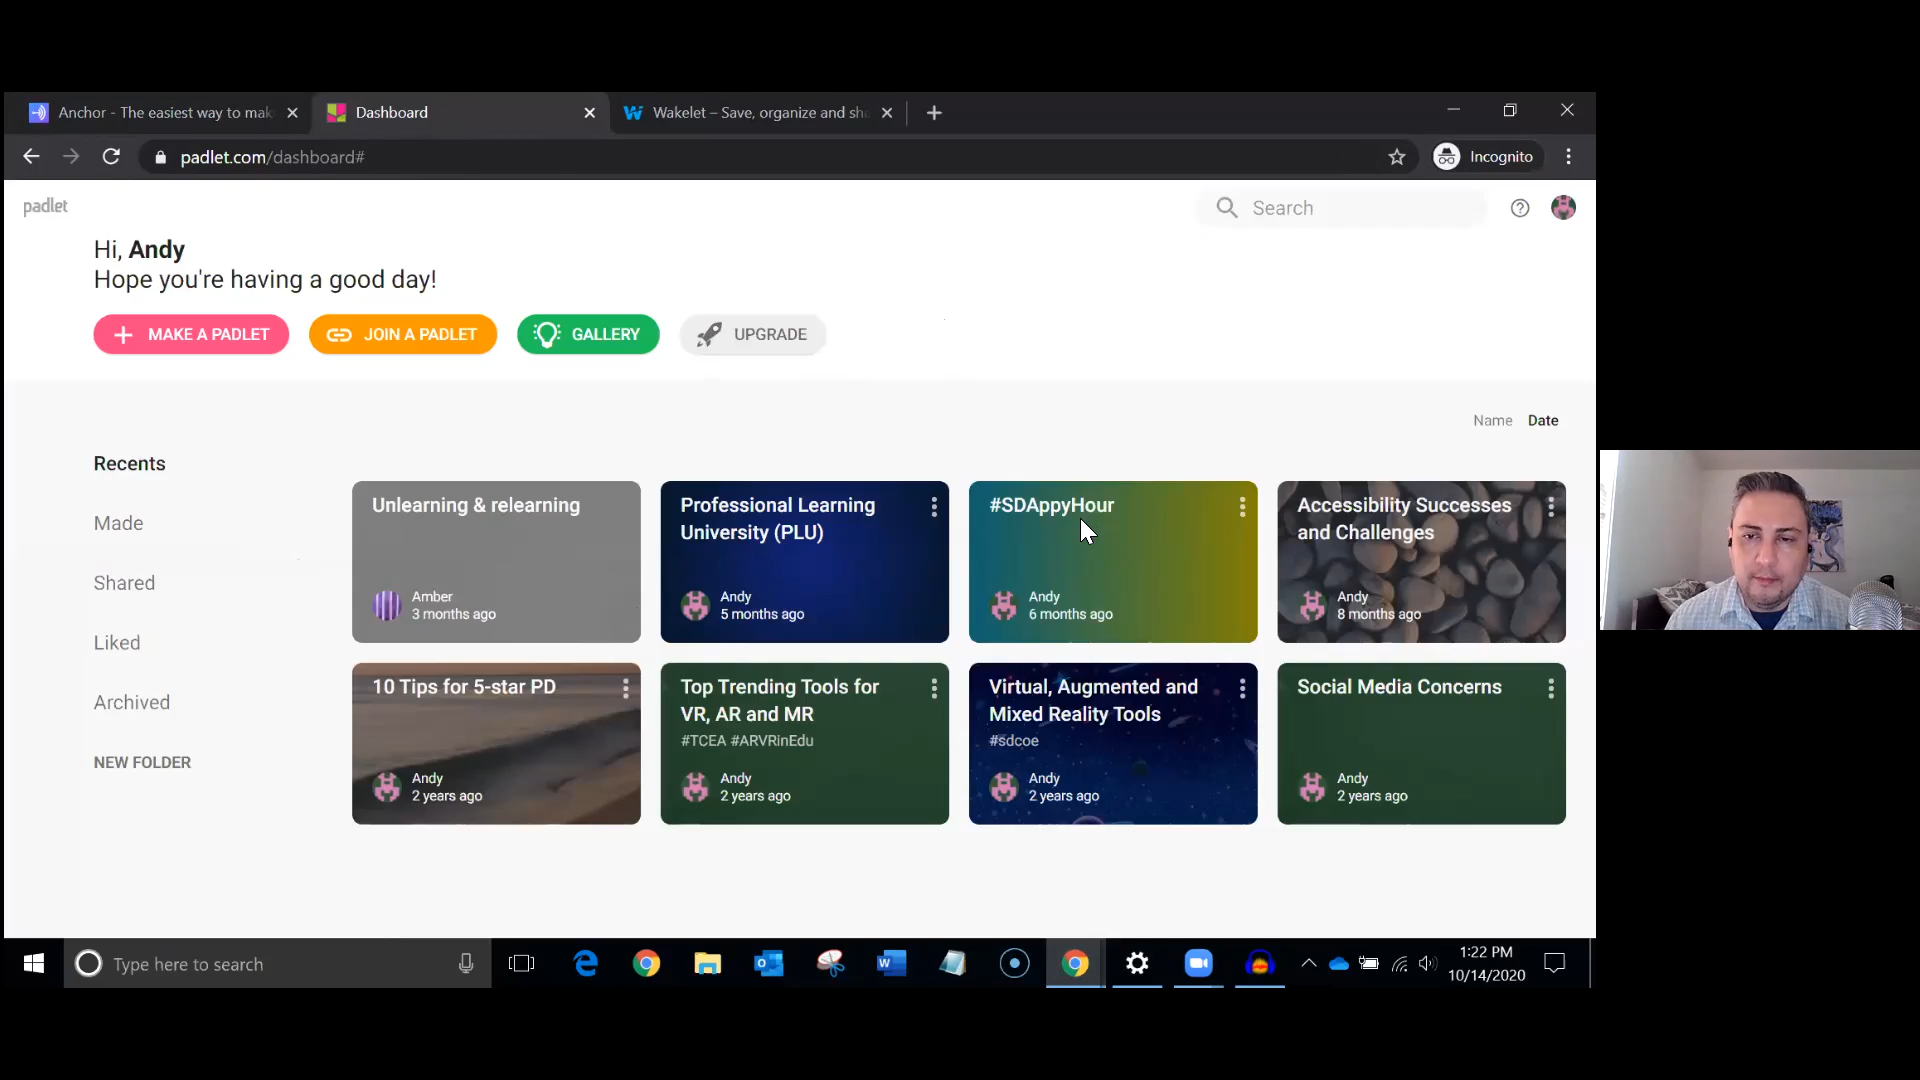 Anchor - The easiest way to mak
Dashboard
Wakelet – Save, organize and sh
padlet.com/dashboard#
Incognito
padlet
Search
Hi, Andy
Hope you're having a good day!
MAKE A PADLET
JOIN A PADLET
GALLERY
UPGRADE
Name
Date
Recents
Made
Shared
Liked
Archived
NEW FOLDER
Unlearning & relearning
Amber
3 months ago
Professional Learning
University (PLU)
Andy
5 months ago
#SDAppyHour
Andy
6 months ago
Accessibility Successes
and Challenges
Andy
8 months ago
10 Tips for 5-star PD
Andy
2 years ago
Top Trending Tools for
VR, AR and MR
#TCEA #ARVRinEdu
Andy
2 years ago
Virtual, Augmented and
Mixed Reality Tools
#sdcoe
Andy
2 years ago
Social Media Concerns
Andy
2 years ago
Type here to search
1:22 PM
10/14/2020